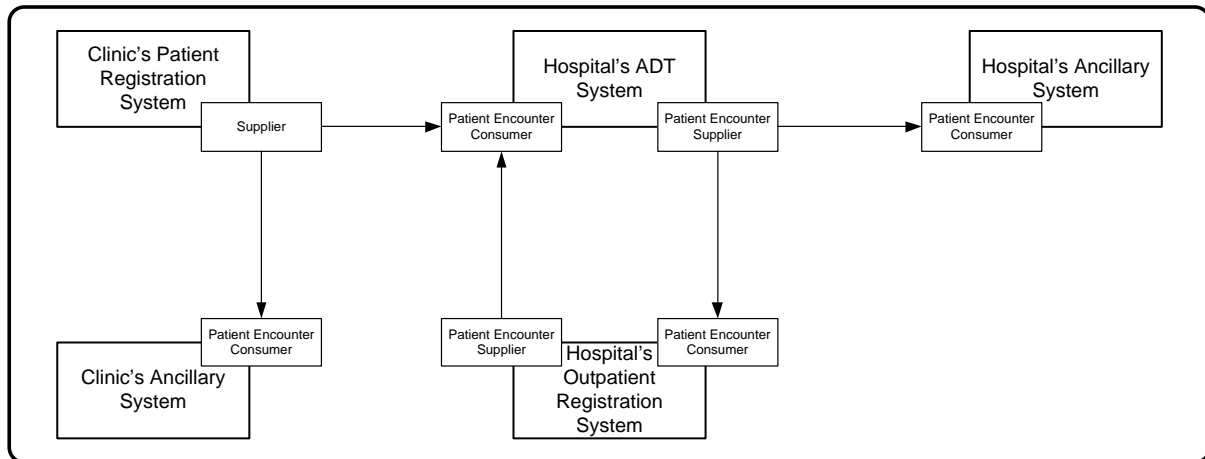 Clinic's Patient
Registration
System
Supplier
Hospital's ADT
System
Patient Encounter
Consumer
Patient Encounter
Supplier
Hospital's Ancillary
System
Patient Encounter
Consumer
Patient Encounter
Consumer
Clinic's Ancillary
System
Patient Encounter
Supplier
Hospital's
Outpatient
Registration
System
Patient Encounter
Consumer